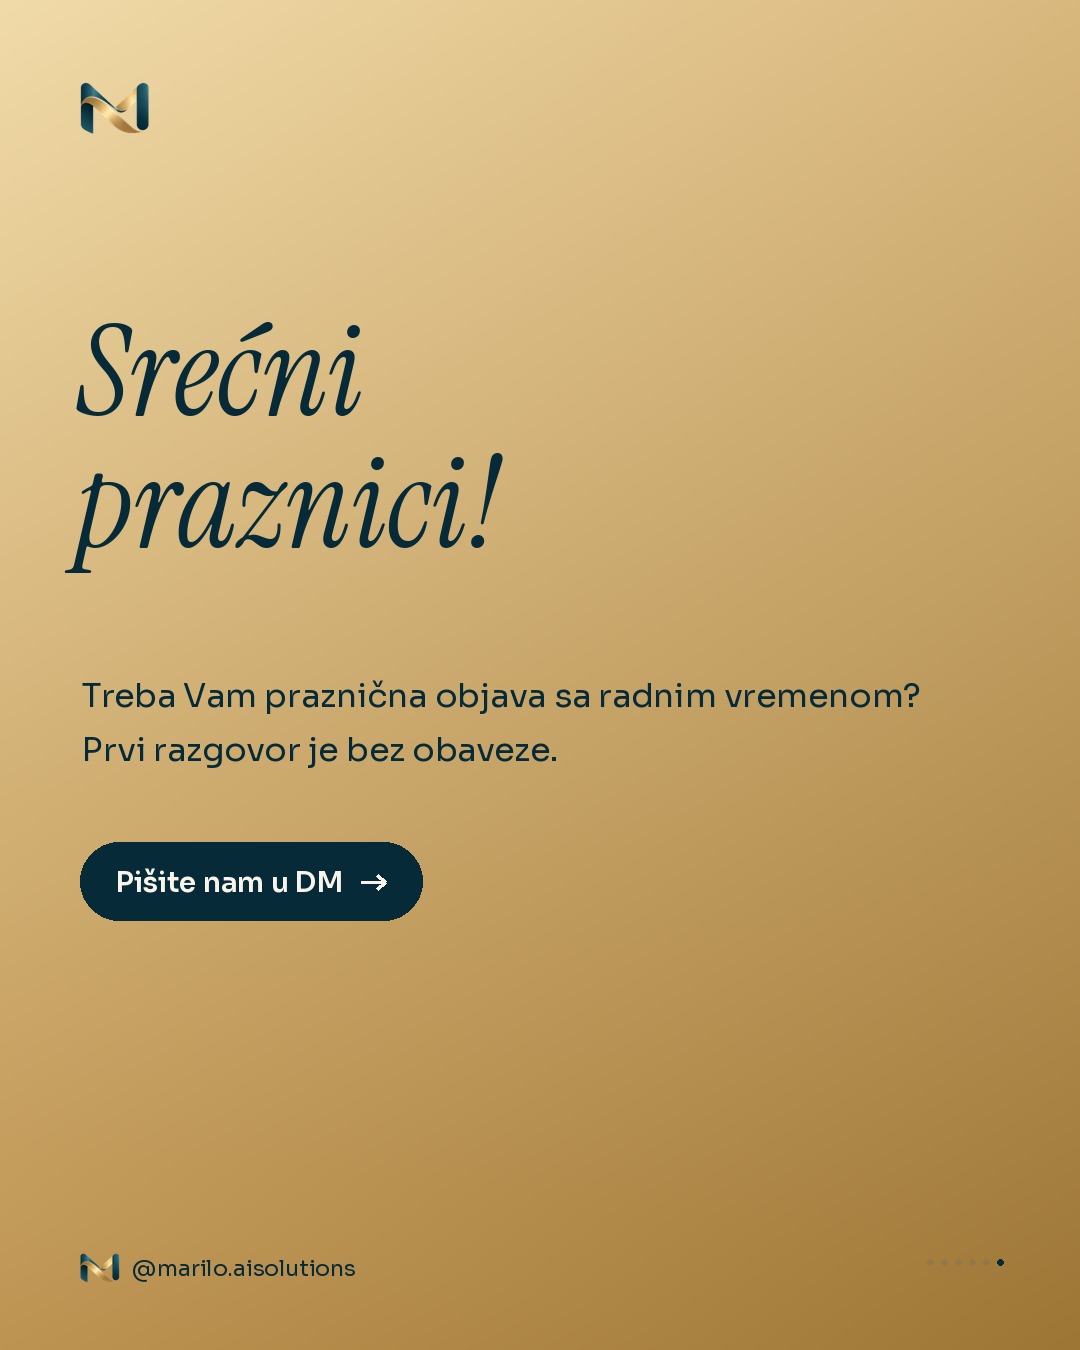 Srećni
praznici!
Treba Vam praznična objava sa radnim vremenom?
Prvi razgovor je bez obaveze.
Pišite nam u DM →
@marilo.aisolutions